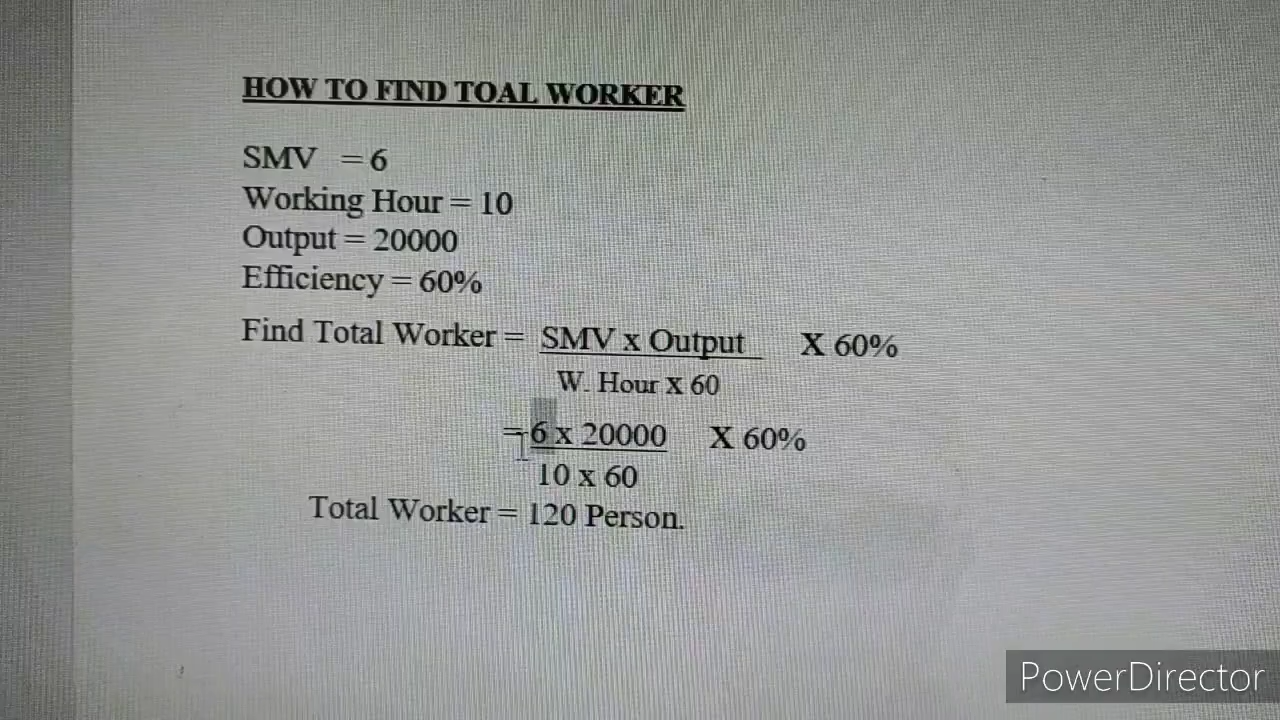 HOW TO FIND TOAL WORKER
SMV = 6
Working Hour = 10
Output = 20000
Efficiency = 60%
Find Total Worker = SMV x Output X 60%
W. Hour X 60
= 6 x 20000 X 60%
10 x 60
Total Worker = 120 Person.
PowerDirector